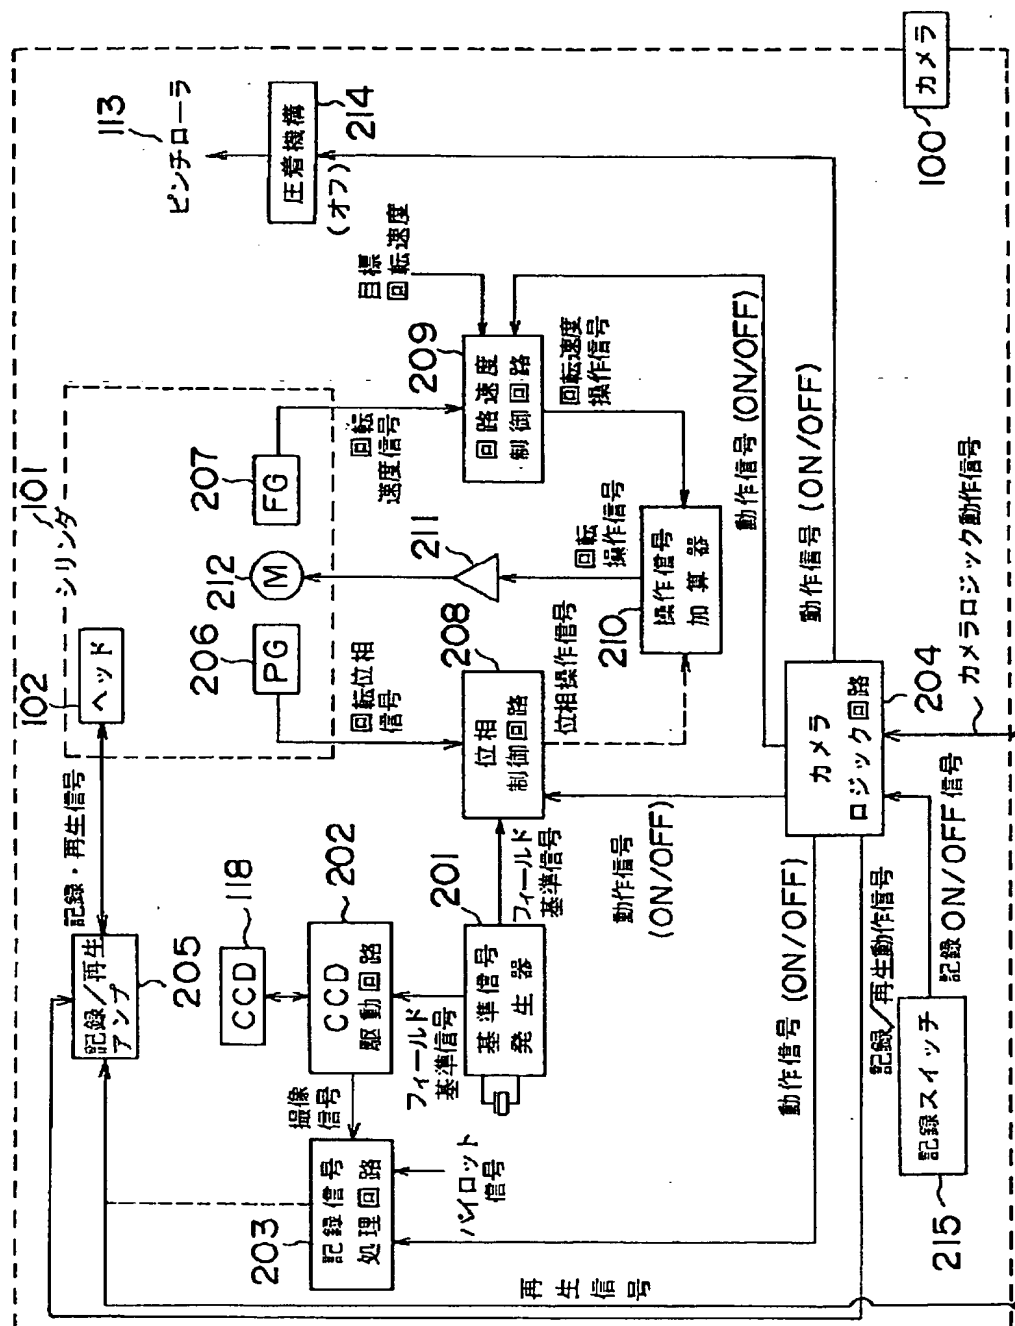 113
ピンチローラ
圧着機構
214
(オフ)
カメラ
100
目標
回転速度
209
回路速度
制御回路
回転速度
操作信号
動作信号 (ON/OFF)
動作信号 (ON/OFF)
シリンダ
101
207
FG
回転
速度信号
212
M
211
回転
操作信号
操作信号
加算器
210
206
PG
回転位相
信号
208
位相
制御回路
位相操作信号
102
ヘッド
記録・再生信号
カメラ
ロジック回路
204
カメラロジック動作信号
記録/再生
アンプ
205
118
CCD
202
CCD
駆動回路
フィールド
基準信号
201
基準信号
発生器
フィールド
基準信号
動作信号
(ON/OFF)
撮像
信号
203
記録信号
処理回路
パイロット
信号
動作信号 (ON/OFF)
記録/再生動作信号
記録ON/OFF信号
記録スイッチ
215
再生信号